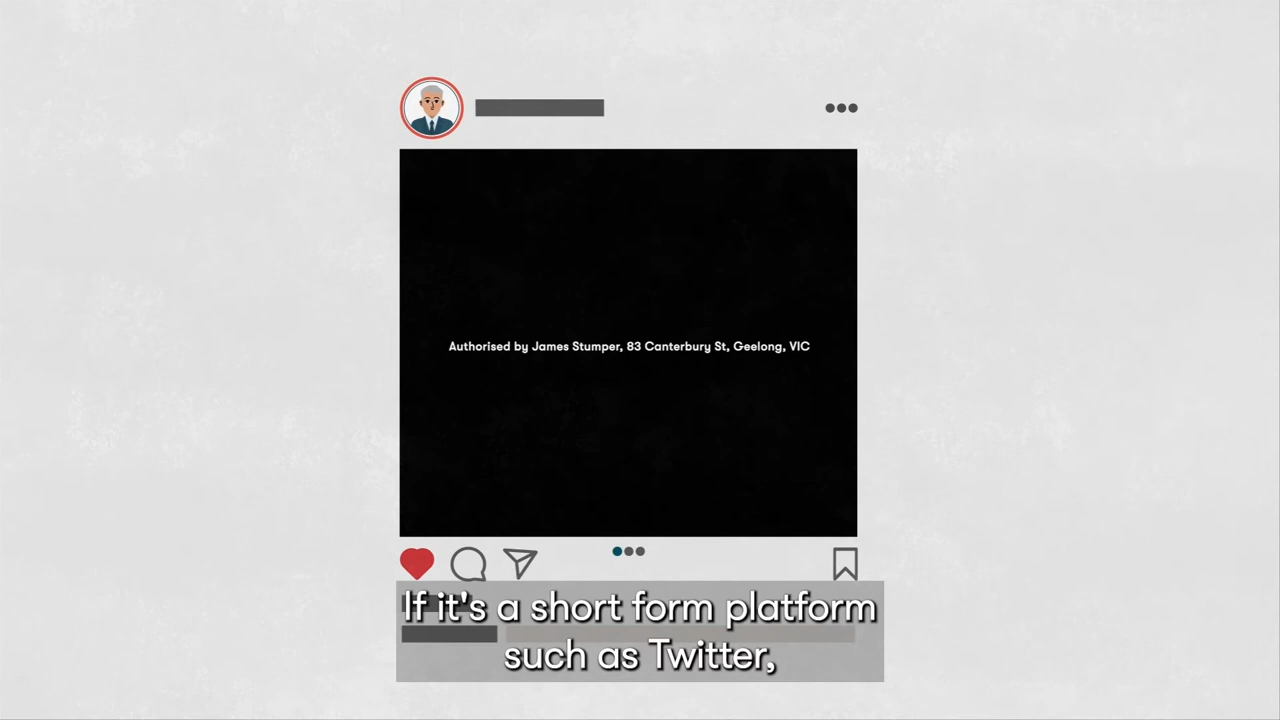 Authorised by James Stumper, 83 Canterbury St, Geelong, VIC
If it's a short form platform
such as Twitter,